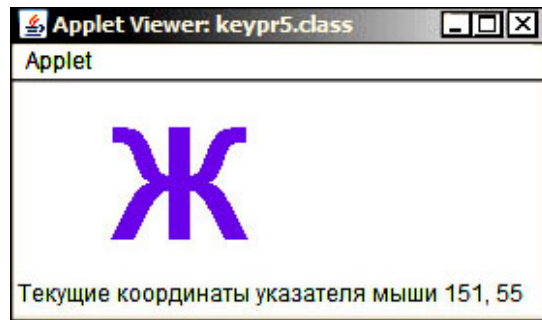 Applet Viewer: keypr5.class
Applet
Ж
Текущие координаты указателя мыши 151, 55